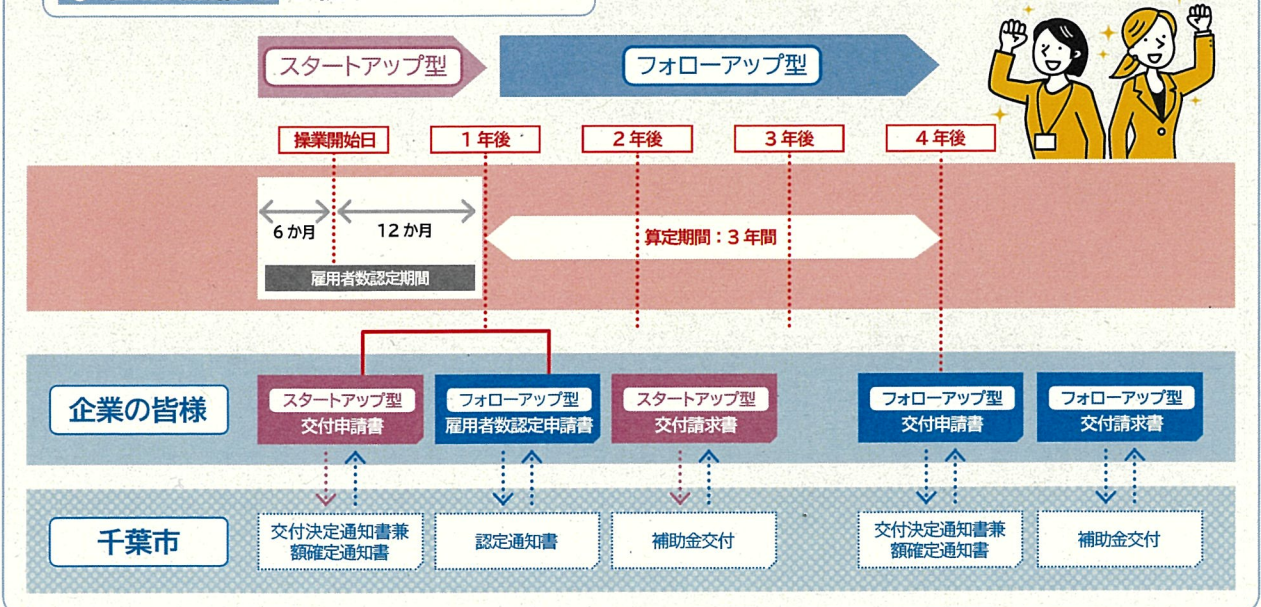 スタートアップ型
フォローアップ型
操業開始日
1年後
2年後
3年後
4年後
6か月
12か月
算定期間：3年間
雇用者数認定期間
企業の皆様
スタートアップ型
交付申請書
フォローアップ型
雇用者数認定申請書
スタートアップ型
交付請求書
フォローアップ型
交付申請書
フォローアップ型
交付請求書
千葉市
交付決定通知書兼
額確定通知書
認定通知書
補助金交付
交付決定通知書兼
額確定通知書
補助金交付